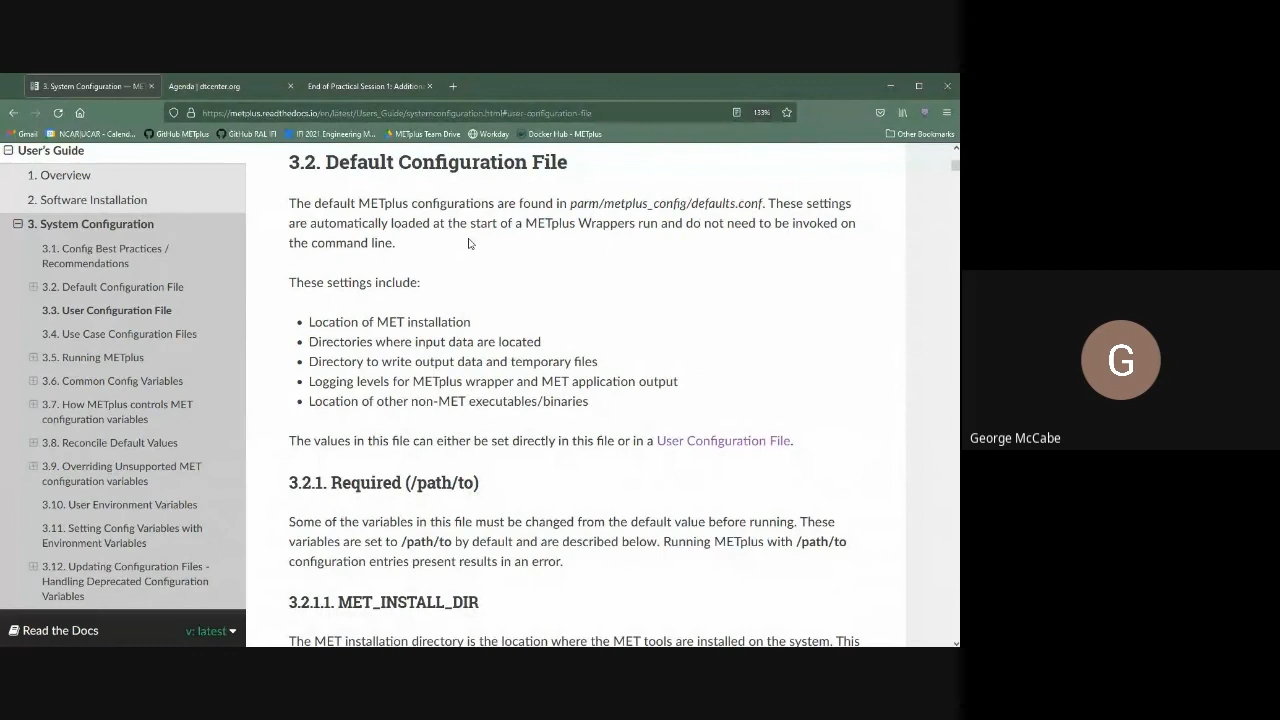 3. System Configuration — ME
Agenda | dtcenter.org
End of Practical Session 1: Addition
https://metplus.readthedocs.io/en/latest/Users_Guide/systemconfiguration.html#user-configuration-file
133%
Gmail
NCAR|UCAR - Calend...
GitHub METplus
GitHub RAL IFI
IFI 2021 Engineering M...
METplus Team Drive
Workday
Docker Hub - METplus
Other Bookmarks
User's Guide
1. Overview
2. Software Installation
3. System Configuration
3.1. Config Best Practices /
Recommendations
3.2. Default Configuration File
3.3. User Configuration File
3.4. Use Case Configuration Files
3.5. Running METplus
3.6. Common Config Variables
3.7. How METplus controls MET
configuration variables
3.8. Reconcile Default Values
3.9. Overriding Unsupported MET
configuration variables
3.10. User Environment Variables
3.11. Setting Config Variables with
Environment Variables
3.12. Updating Configuration Files -
Handling Deprecated Configuration
Variables
Read the Docs
v: latest
3.2. Default Configuration File
The default METplus configurations are found in parm/metplus_config/defaults.conf. These settings
are automatically loaded at the start of a METplus Wrappers run and do not need to be invoked on
the command line.
These settings include:
• Location of MET installation
• Directories where input data are located
• Directory to write output data and temporary files
• Logging levels for METplus wrapper and MET application output
• Location of other non-MET executables/binaries
The values in this file can either be set directly in this file or in a User Configuration File.
3.2.1. Required (/path/to)
Some of the variables in this file must be changed from the default value before running. These
variables are set to /path/to by default and are described below. Running METplus with /path/to
configuration entries present results in an error.
3.2.1.1. MET_INSTALL_DIR
The MET installation directory is the location where the MET tools are installed on the system. This
G
George McCabe